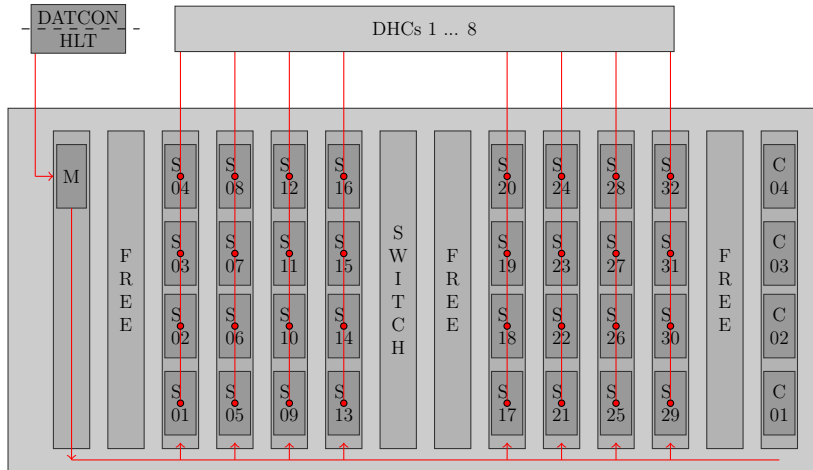 DATCON
HLT
DHCs 1 ... 8
M
F
R
E
E
S
04
S
03
S
02
S
01
S
08
S
07
S
06
S
05
S
12
S
11
S
10
S
09
S
16
S
15
S
14
S
13
S
W
I
T
C
H
F
R
E
E
S
20
S
19
S
18
S
17
S
24
S
23
S
22
S
21
S
28
S
27
S
26
S
25
S
32
S
31
S
30
S
29
F
R
E
E
C
04
C
03
C
02
C
01